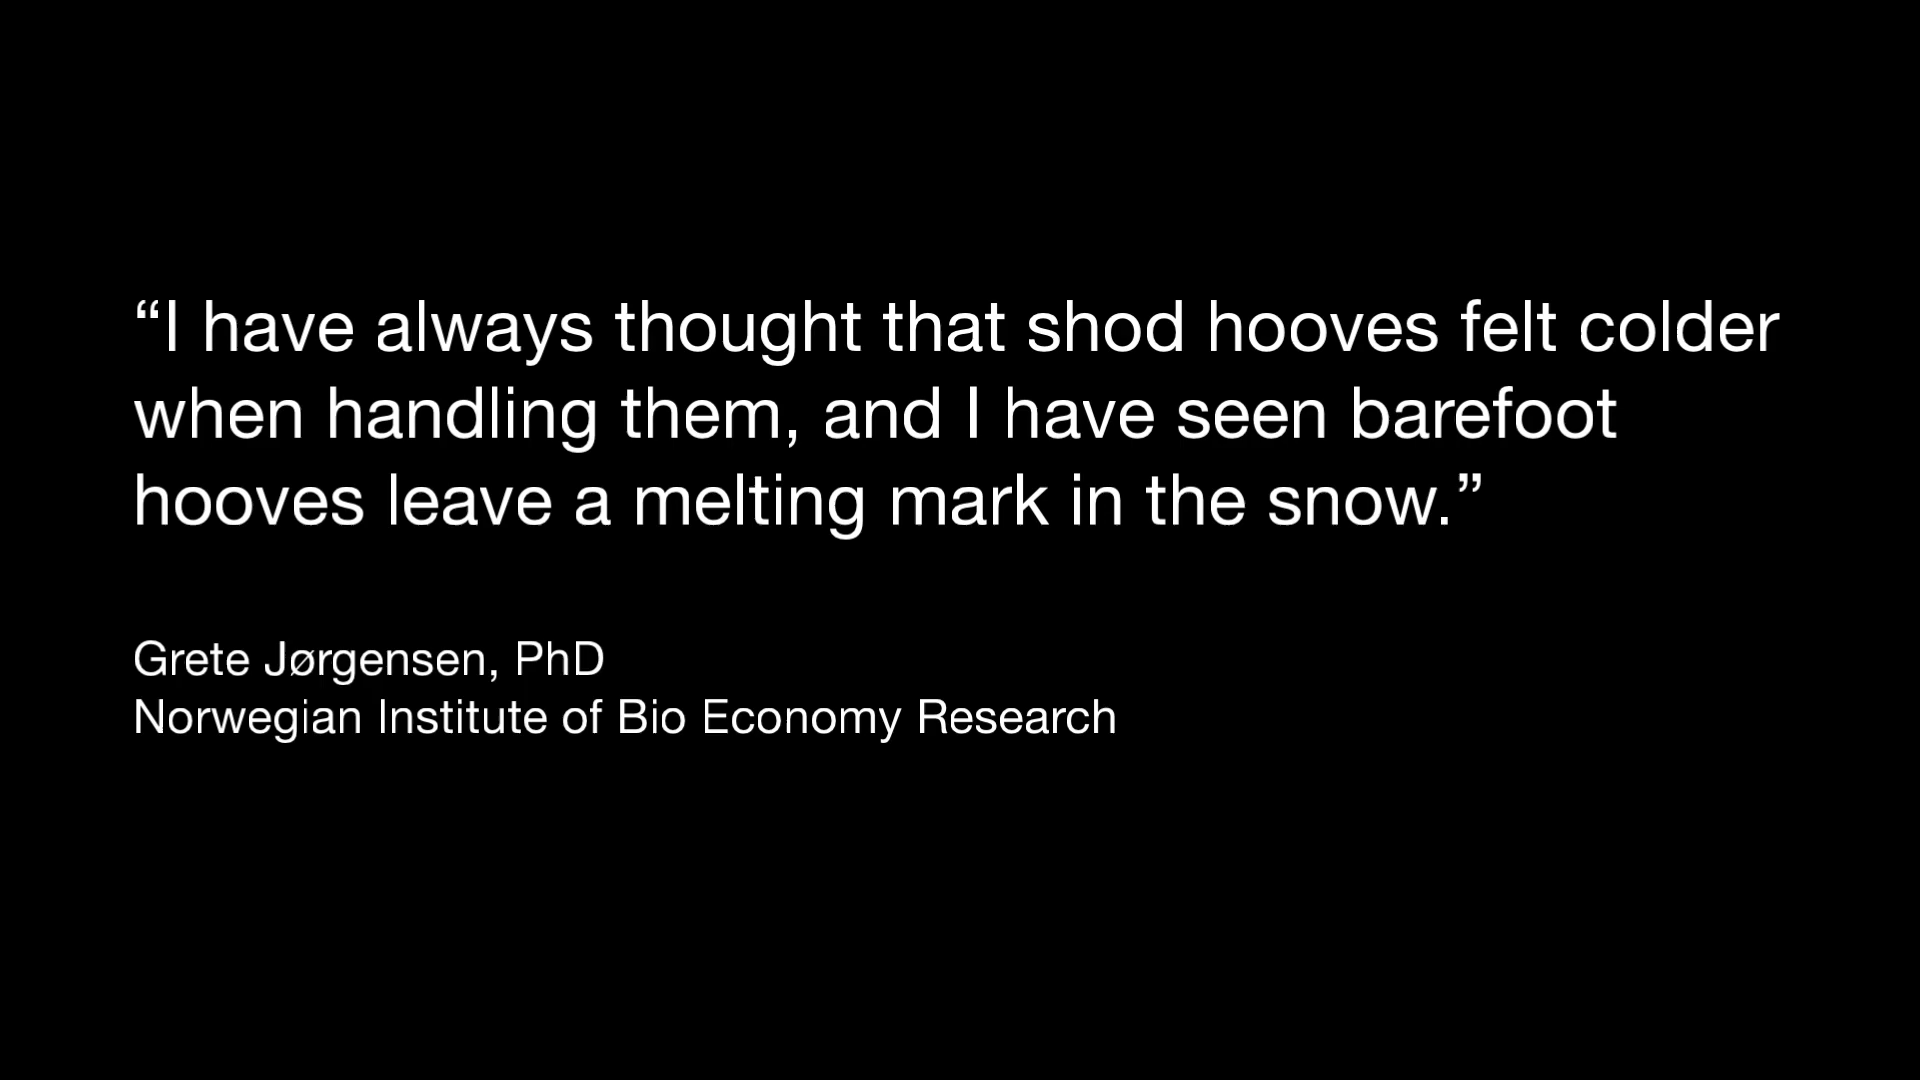 “I have always thought that shod hooves felt colder
when handling them, and I have seen barefoot
hooves leave a melting mark in the snow.”
Grete Jørgensen, PhD
Norwegian Institute of Bio Economy Research